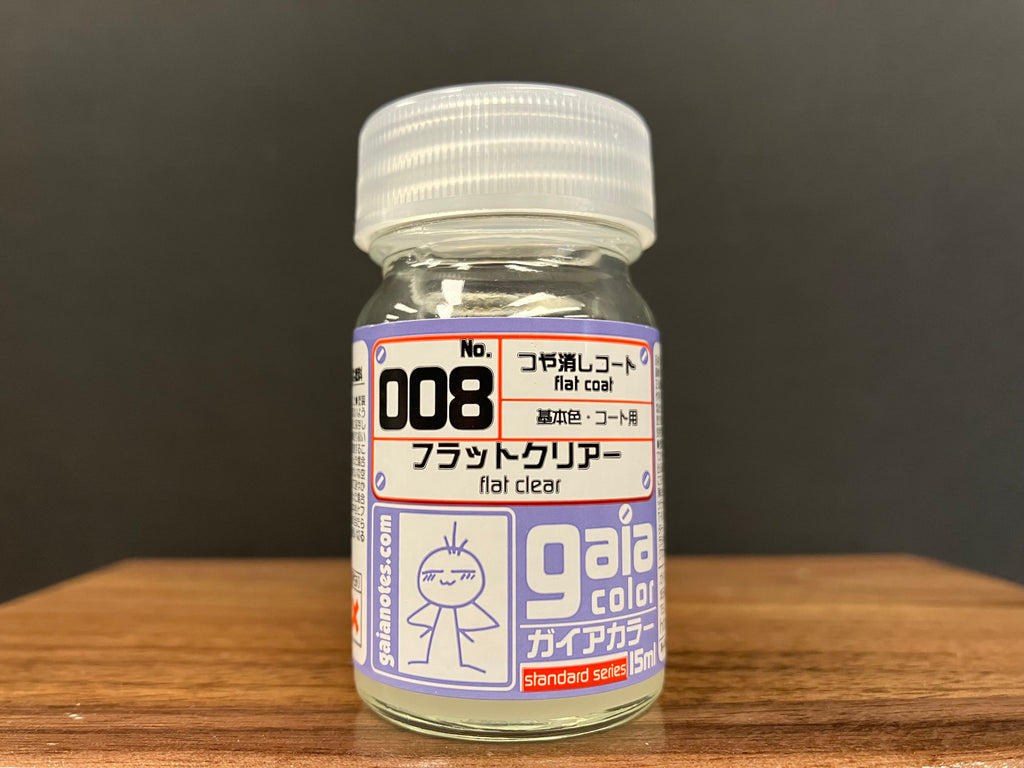 No.
008
つや消しコート
flat coat
基本色・コート用
フラットクリアー
flat clear
gaianotes.com
gaia
color
ガイアカラー
standard series
15ml